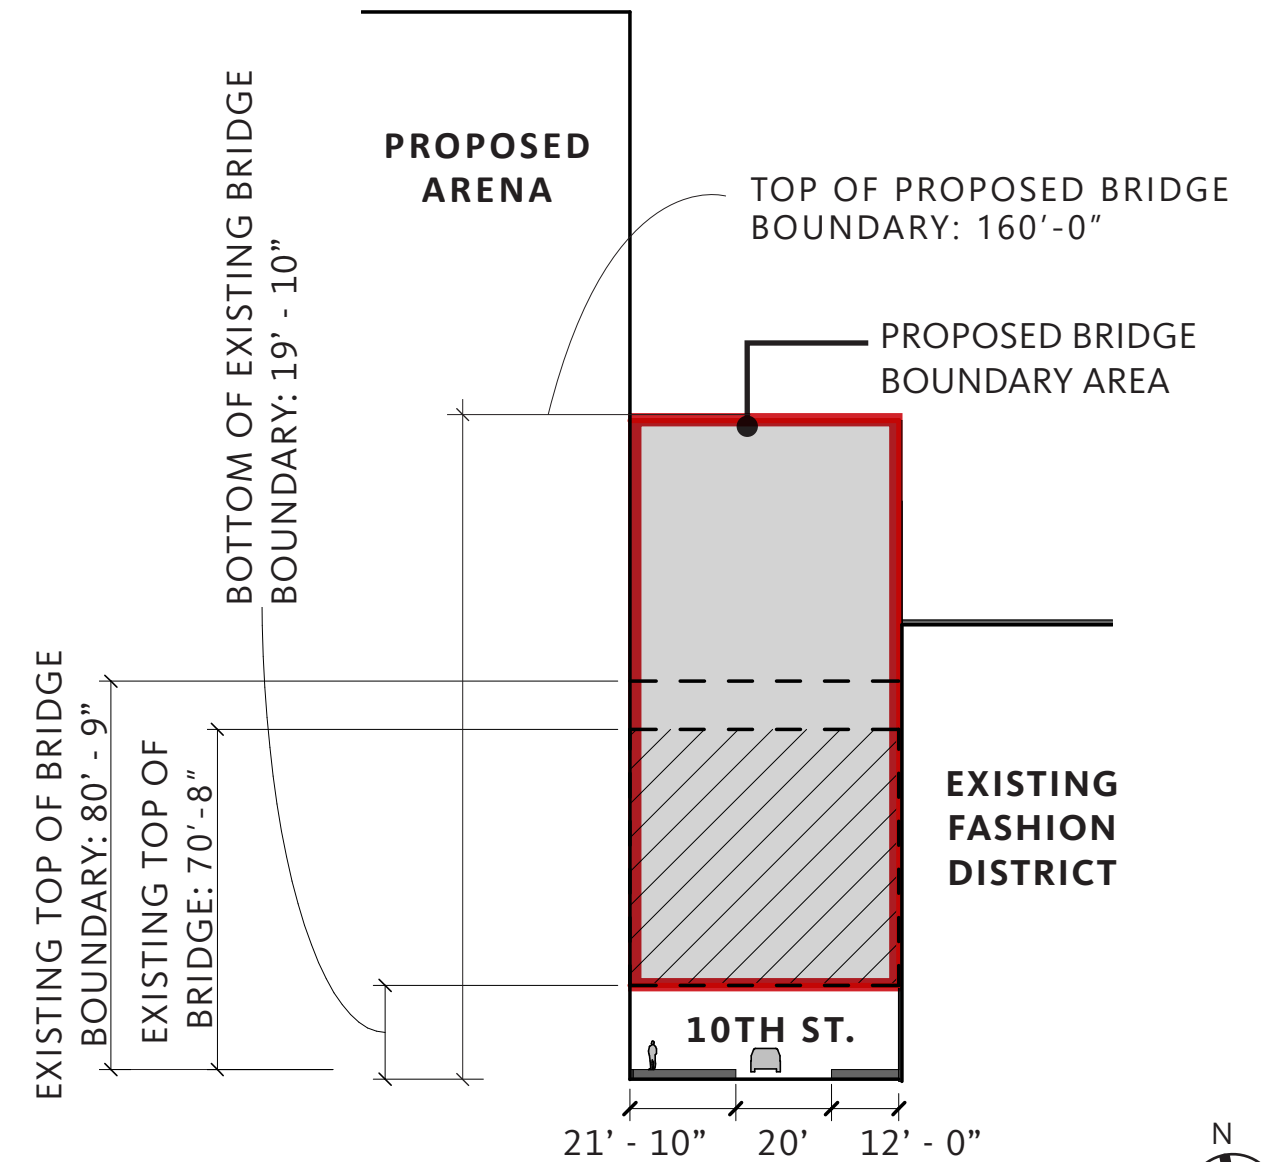 PROPOSED
ARENA
TOP OF PROPOSED BRIDGE
BOUNDARY: 160'-0"
PROPOSED BRIDGE
BOUNDARY AREA
BOTTOM OF EXISTING BRIDGE
BOUNDARY: 19’ - 10”
EXISTING TOP OF BRIDGE
BOUNDARY: 80’ - 9”
EXISTING TOP OF
BRIDGE: 70'-8"
EXISTING
FASHION
DISTRICT
10TH ST.
21’ - 10” 20’ 12’ - 0”
N